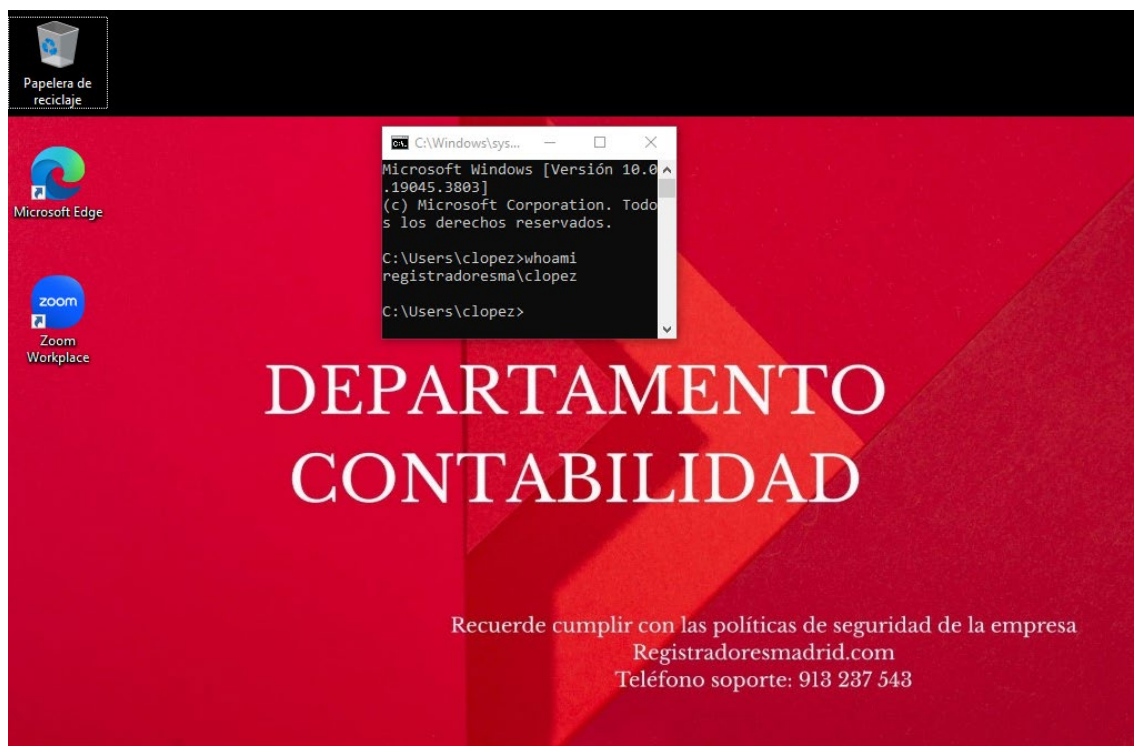 Papelera de
reciclaje
Microsoft Edge
zoom
Zoom
Workplace
C:\Windows\sys...
Microsoft Windows [Versión 10.0
.19045.3803]
(c) Microsoft Corporation. Todo
s los derechos reservados.
C:\Users\clopez>whoami
registradoresma\clopez
C:\Users\clopez>
DEPARTAMENTO
CONTABILIDAD
Recuerde cumplir con las políticas de seguridad de la empresa
Registradoresmadrid.com
Teléfono soporte: 913 237 543